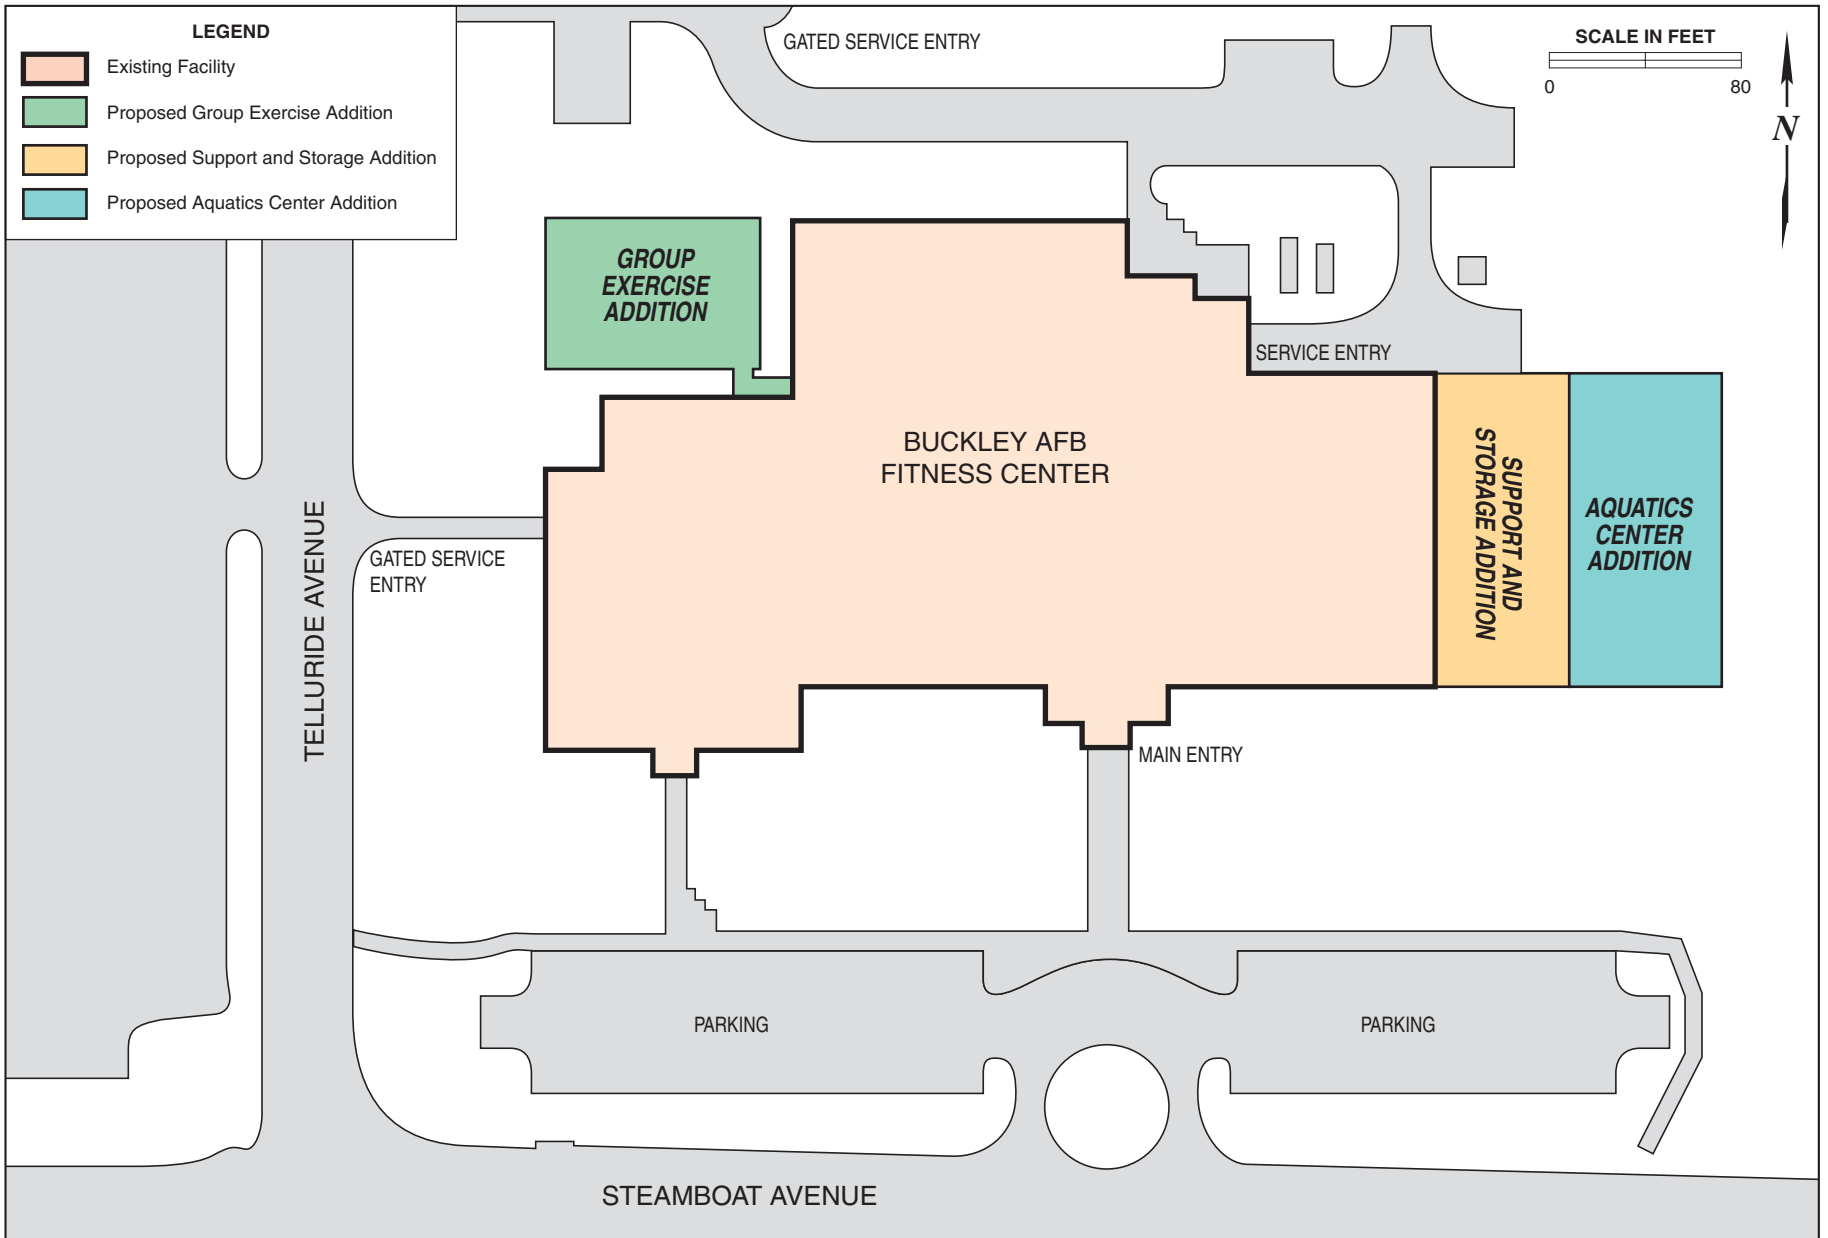 LEGEND
Existing Facility
Proposed Group Exercise Addition
Proposed Support and Storage Addition
Proposed Aquatics Center Addition
GATED SERVICE ENTRY
SCALE IN FEET
0 80
N
GROUP
EXERCISE
ADDITION
SERVICE ENTRY
BUCKLEY AFB
FITNESS CENTER
SUPPORT AND
STORAGE ADDITION
AQUATICS
CENTER
ADDITION
TELLURIDE AVENUE
GATED SERVICE
ENTRY
MAIN ENTRY
PARKING
PARKING
STEAMBOAT AVENUE